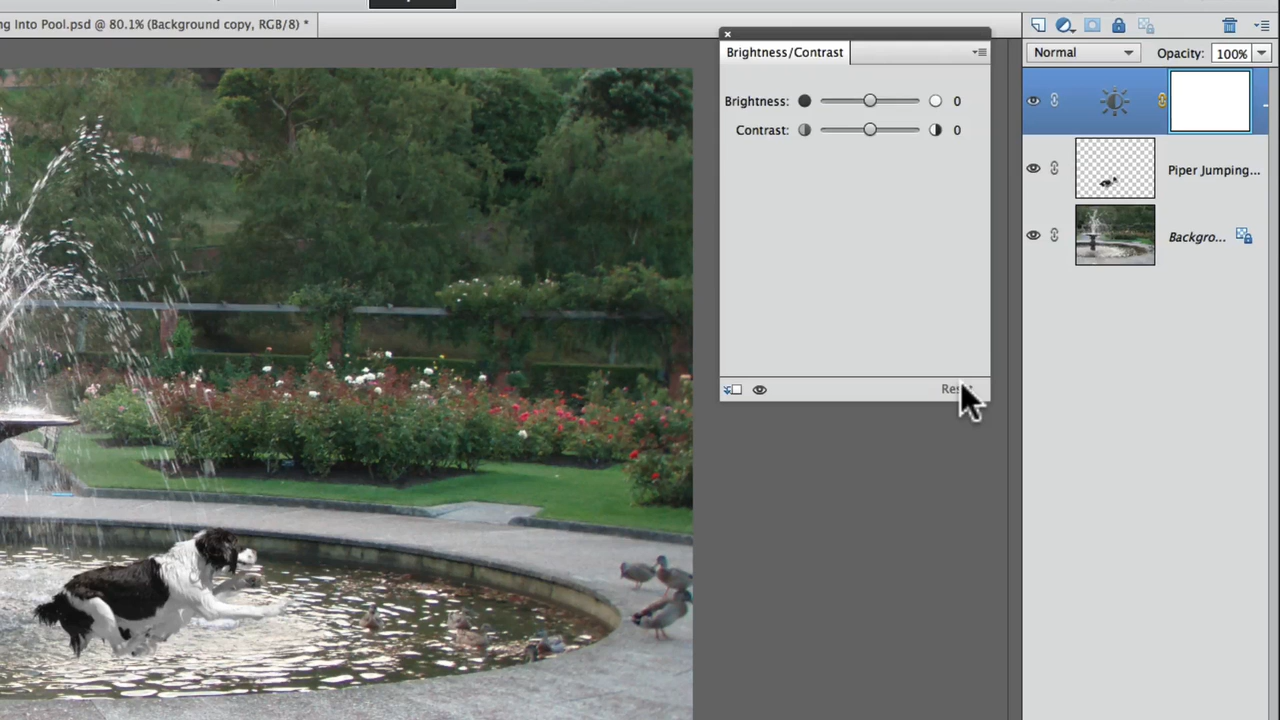 ng Into Pool.psd @ 80.1% (Background copy, RGB/8) *
Brightness/Contrast
Brightness: 0
Contrast: 0
Normal
Opacity: 100%
Piper Jumping...
Backgro...